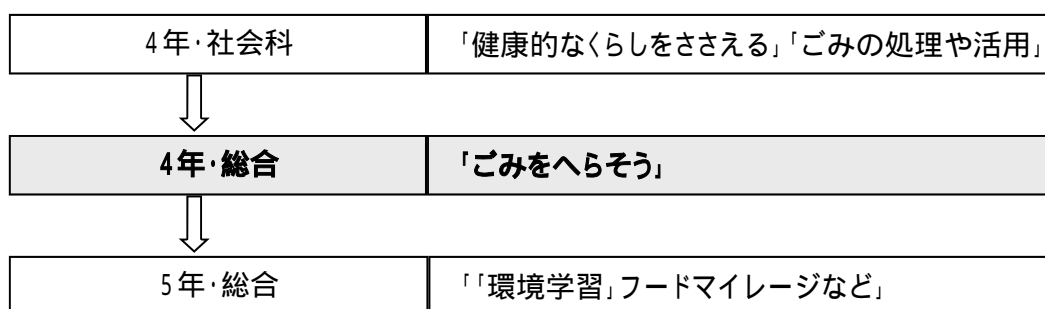 4年・社会科 「健康的なくらしをささえる」「ごみの処理や活用」
4年・総合 「ごみをへらそう」
5年・総合 「「環境学習」フードマイレージなど」